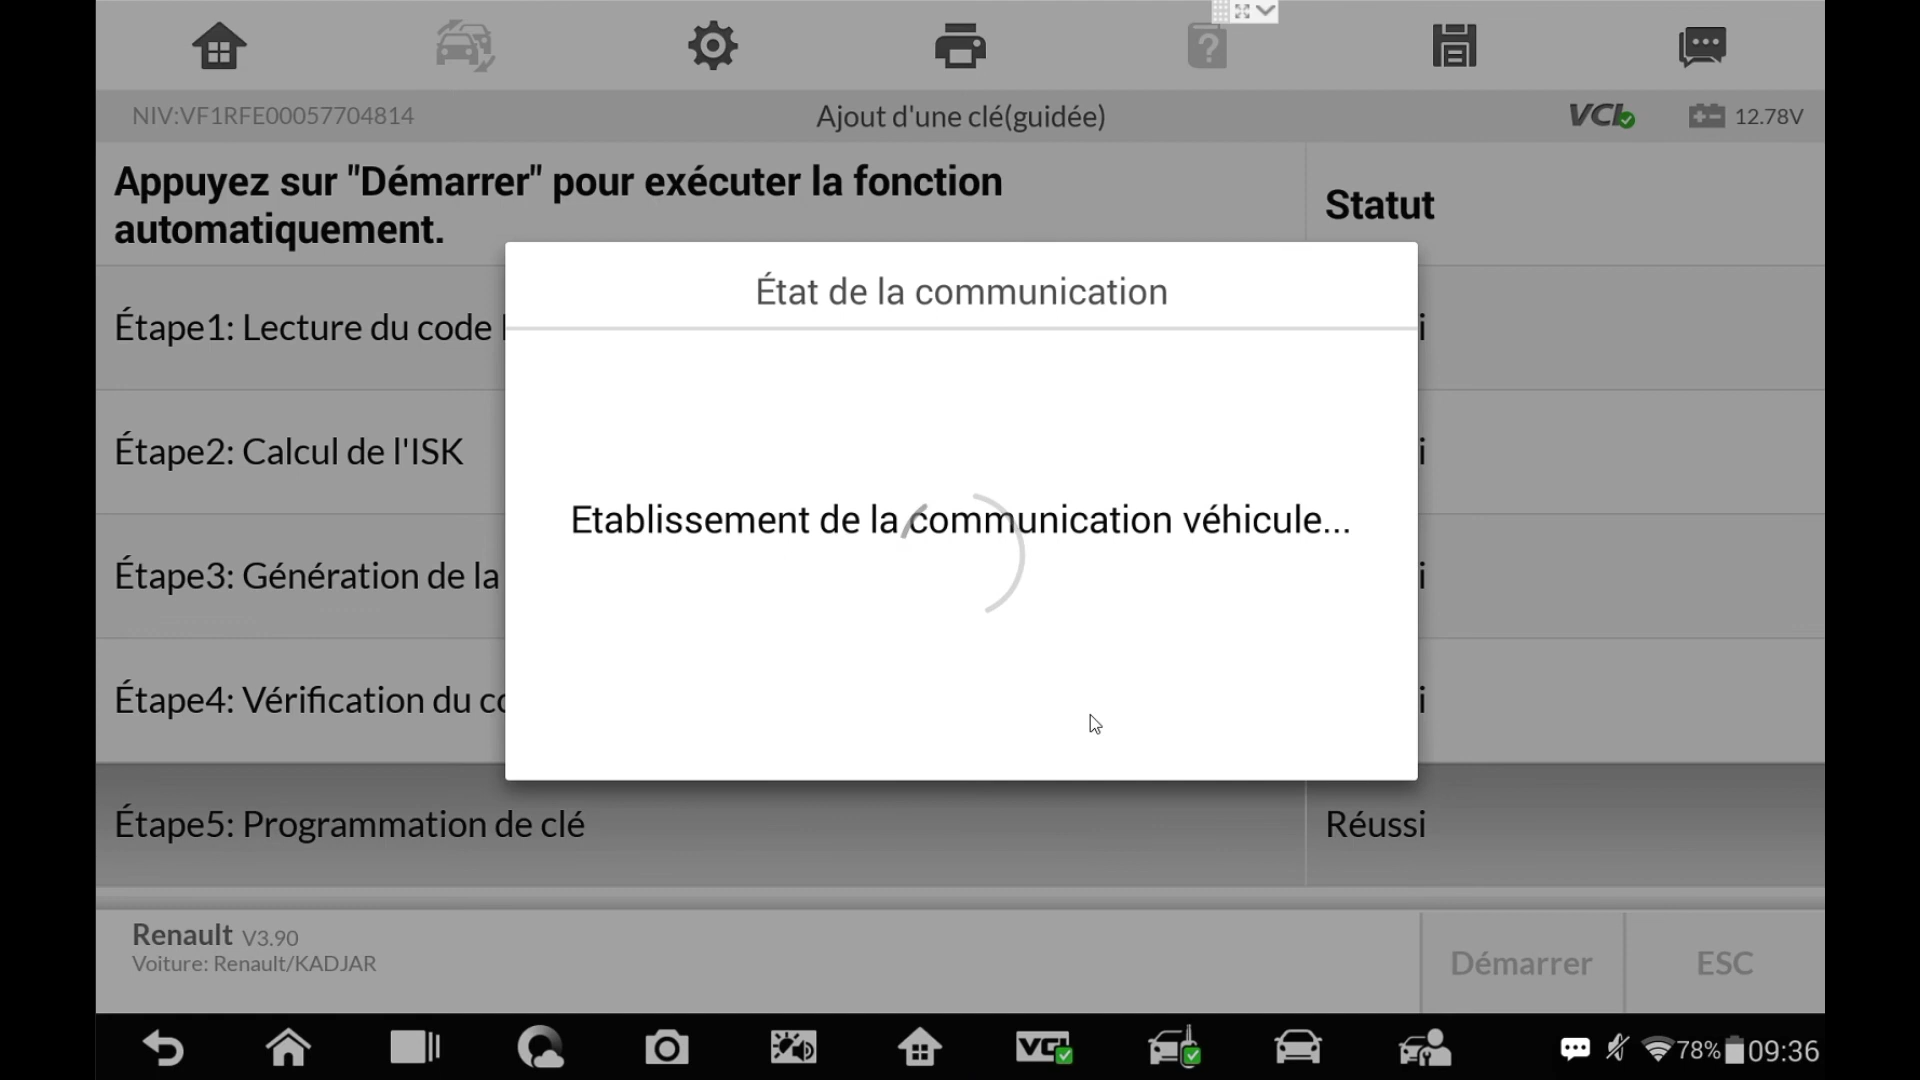 NIV:VF1RFE00057704814
Ajout d'une clé(guidée)
VCI
12.78V
Appuyez sur "Démarrer" pour exécuter la fonction
automatiquement.
Statut
État de la communication
Étape1: Lecture du code
Étape2: Calcul de l'ISK
Etablissement de la communication véhicule...
Étape3: Génération de la
Étape4: Vérification du
Étape5: Programmation de clé
Réussi
Renault V3.90
Voiture: Renault/KADJAR
Démarrer
ESC
VCI
78%
09:36